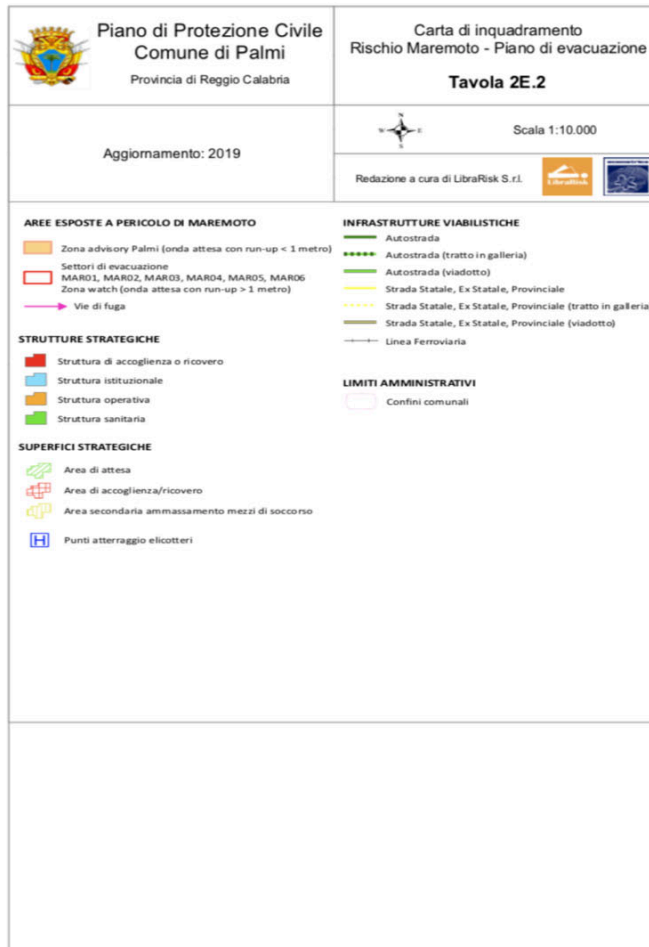 Piano di Protezione Civile
Comune di Palmi
Provincia di Reggio Calabria
Carta di inquadramento
Rischio Maremoto - Piano di evacuazione
Tavola 2E.2
Aggiornamento: 2019
N
W E
S
Scala 1:10.000
Redazione a cura di LibraRisk S.r.l.
LibraRisk
AREE ESPOSTE A PERICOLO DI MAREMOTO
Zona advisory Palmi (onda attesa con run-up < 1 metro)
Settori di evacuazione
MAR01, MAR02, MAR03, MAR04, MAR05, MAR06
Zona watch (onda attesa con run-up > 1 metro)
Vie di fuga
STRUTTURE STRATEGICHE
Struttura di accoglienza o ricovero
Struttura istituzionale
Struttura operativa
Struttura sanitaria
SUPERFICI STRATEGICHE
Area di attesa
Area di accoglienza/ricovero
Area secondaria ammassamento mezzi di soccorso
H
Punti atterraggio elicotteri
INFRASTRUTTURE VIABILISTICHE
Autostrada
Autostrada (tratto in galleria)
Autostrada (viadotto)
Strada Statale, Ex Statale, Provinciale
Strada Statale, Ex Statale, Provinciale (tratto in galleria
Strada Statale, Ex Statale, Provinciale (viadotto)
Linea Ferroviaria
LIMITI AMMINISTRATIVI
Confini comunali